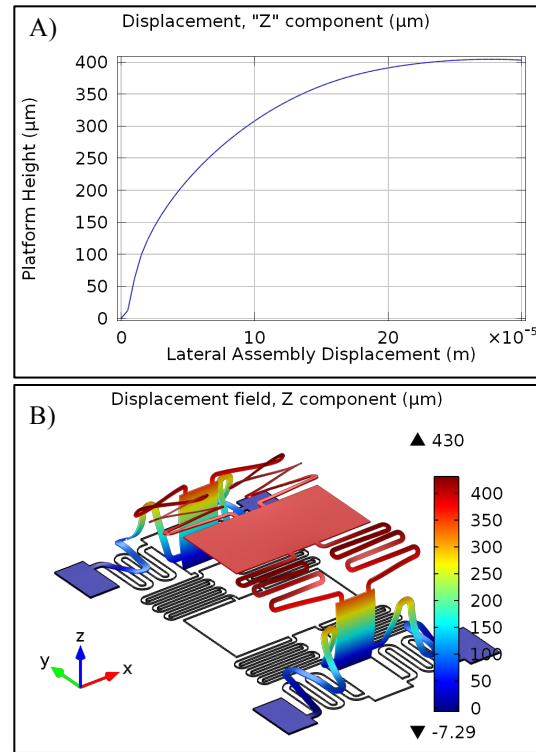 A)
Displacement, "Z" component (μm)
Platform Height (μm)
400
350
300
250
200
150
100
50
0
0 10 20 ×10⁻⁵
Lateral Assembly Displacement (m)
B)
Displacement field, Z component (μm)
▲ 430
400
350
300
250
200
150
100
50
0
▼ -7.29
z
y
x